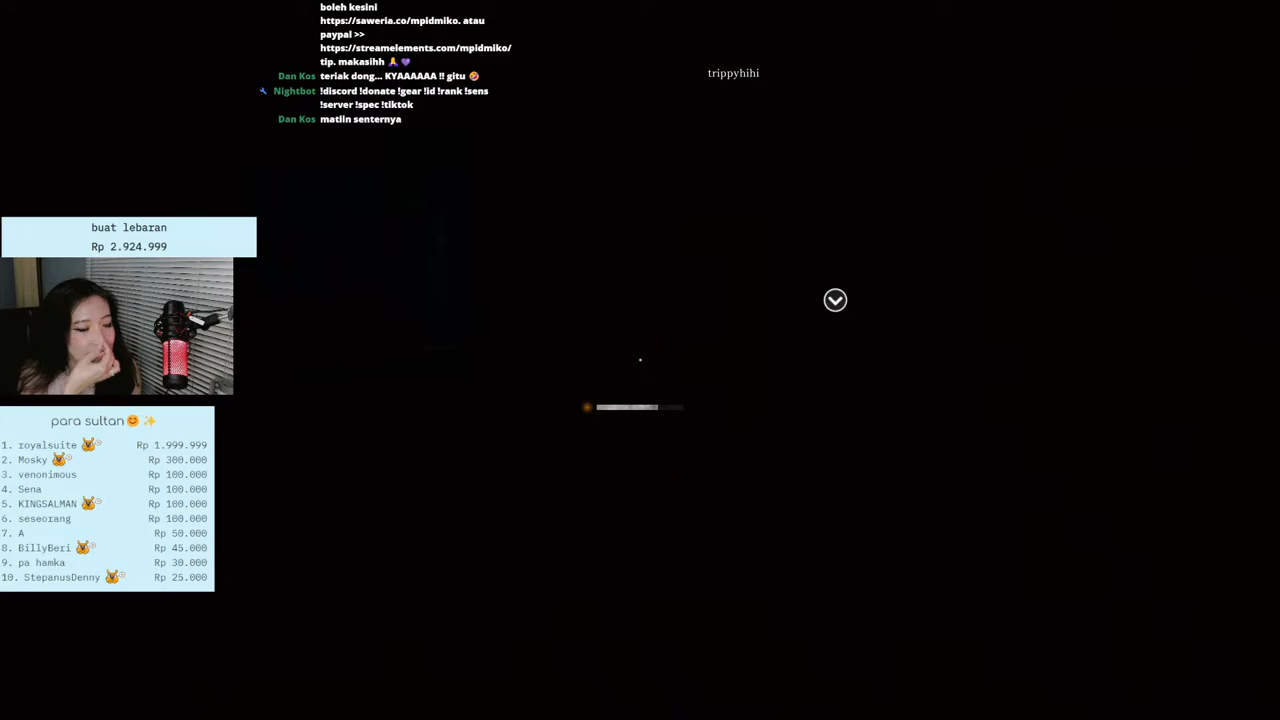 boleh kesini
https://saweria.co/mpidmiko. atau
paypal >>
https://streamelements.com/mpidmiko/
tip. makasihh 🙏💜
Dan Kos teriak dong... KYAAAAAA !! gitu 🤣
Nightbot !discord !donate !gear !id !rank !sens
!server !spec !tiktok
Dan Kos matiin senternya
trippyhihi
buat lebaran
Rp 2.924.999
para sultan😊✨
1. royalsuite Rp 1.999.999
2. Mosky Rp 300.000
3. venonimous Rp 100.000
4. Sena Rp 100.000
5. KINGSALMAN Rp 100.000
6. seseorang Rp 100.000
7. A Rp 50.000
8. BillyBeri Rp 45.000
9. pa hamka Rp 30.000
10. StepanusDenny Rp 25.000